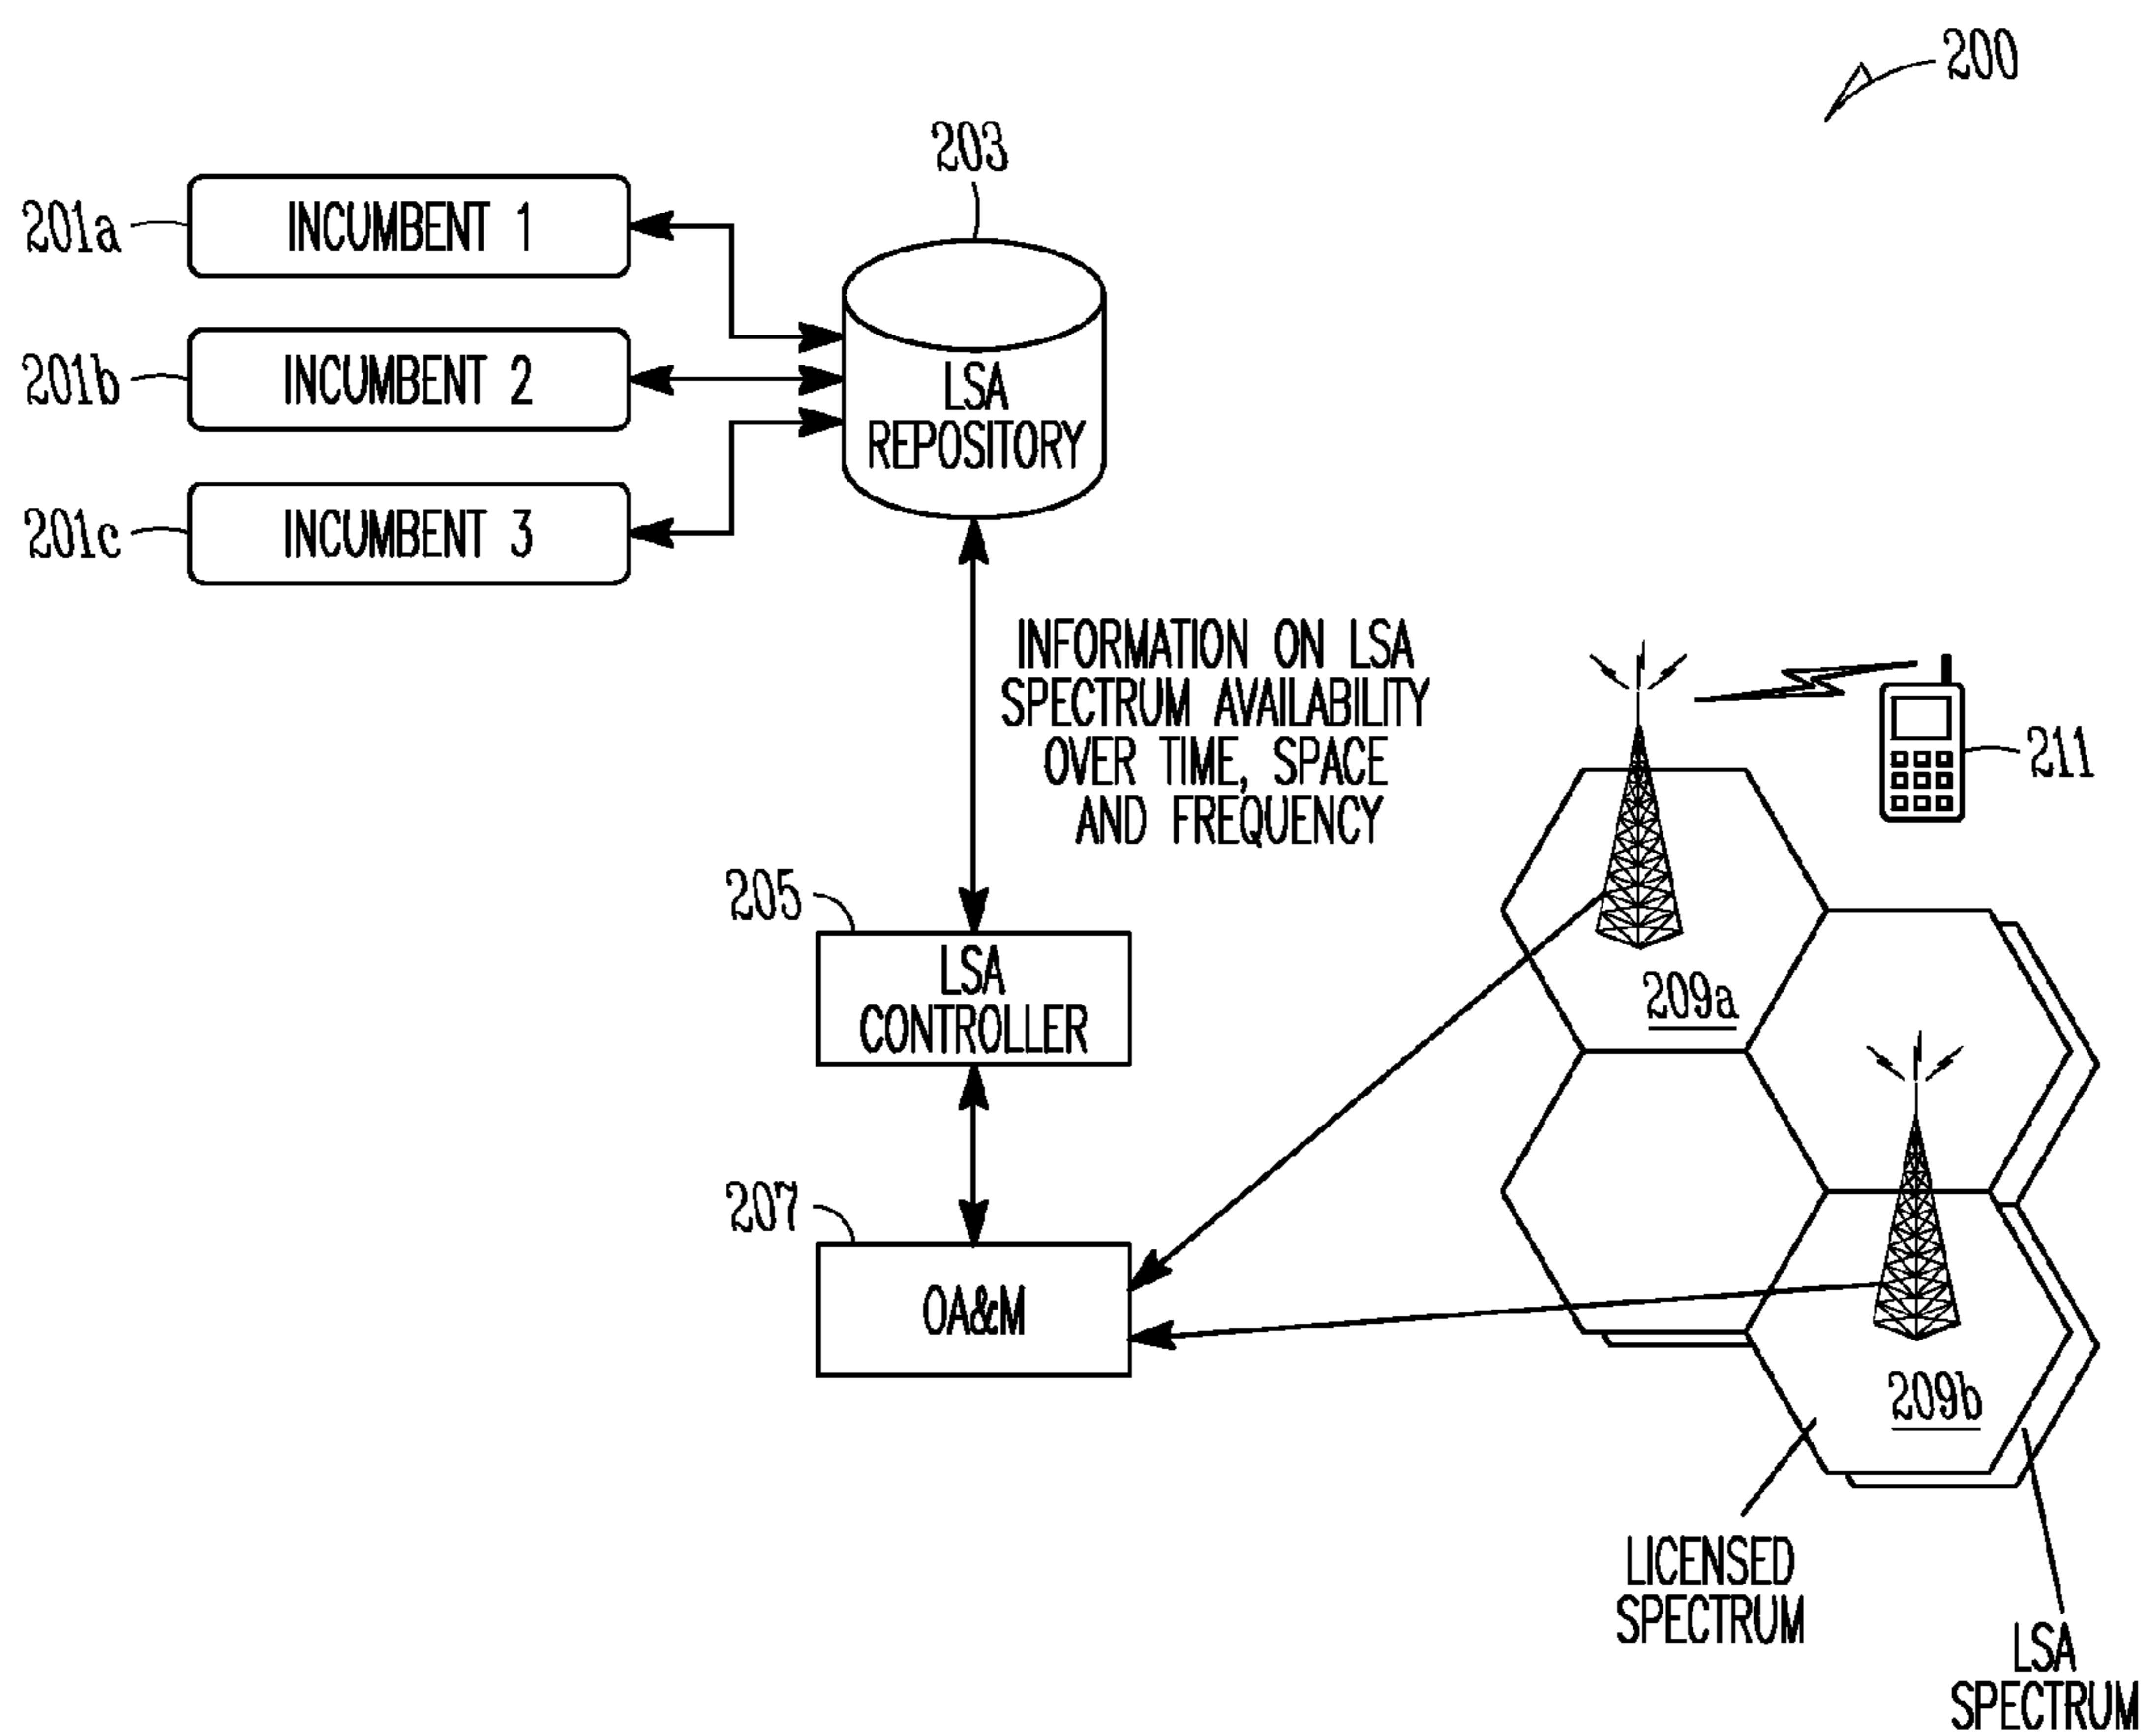 200
203
201a
INCUMBENT 1
201b
INCUMBENT 2
201c
INCUMBENT 3
LSA
REPOSITORY
INFORMATION ON LSA
SPECTRUM AVAILABILITY
OVER TIME, SPACE
AND FREQUENCY
211
205
LSA
CONTROLLER
209a
207
OA&M
209b
LICENSED
SPECTRUM
LSA
SPECTRUM